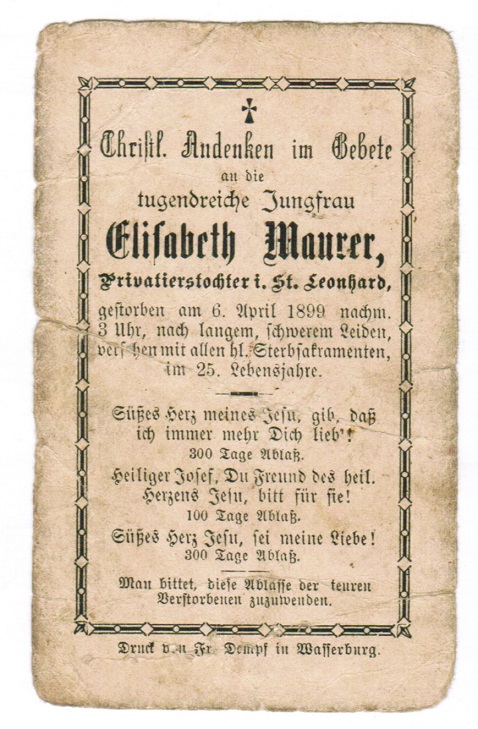 Christl. Andenken im Gebete
an die
tugendreiche Jungfrau
Elisabeth Maurer,
Privatierstochter i. St. Leonhard,
gestorben am 6. April 1899 nachm.
3 Uhr, nach langem, schwerem Leiden,
versehen mit allen hl. Sterbsakramenten,
im 25. Lebensjahre.
Süßes Herz meines Jesu, gib, daß
ich immer mehr Dich lieb'!
300 Tage Ablaß.
Heiliger Josef, Du Freund des heil.
Herzens Jesu, bitt für sie!
100 Tage Ablaß.
Süßes Herz Jesu, sei meine Liebe!
300 Tage Ablaß.
Man bittet, diese Ablässe der teuren
Verstorbenen zuzuwenden.
Druck von Fr. Dempf in Wasserburg.